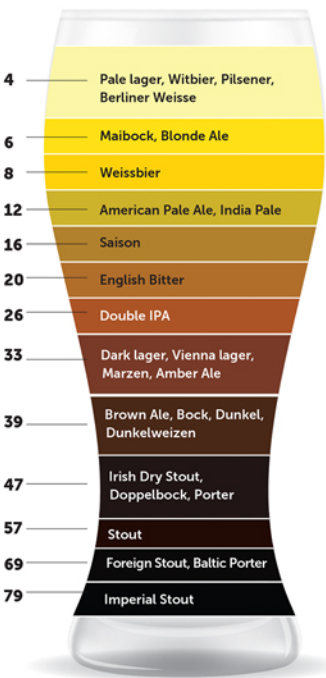 4
Pale lager, Witbier, Pilsener,
Berliner Weisse
6
Maibock, Blonde Ale
8
Weissbier
12
American Pale Ale, India Pale
16
Saison
20
English Bitter
26
Double IPA
33
Dark lager, Vienna lager,
Marzen, Amber Ale
39
Brown Ale, Bock, Dunkel,
Dunkelweizen
47
Irish Dry Stout,
Doppelbock, Porter
57
Stout
69
Foreign Stout, Baltic Porter
79
Imperial Stout